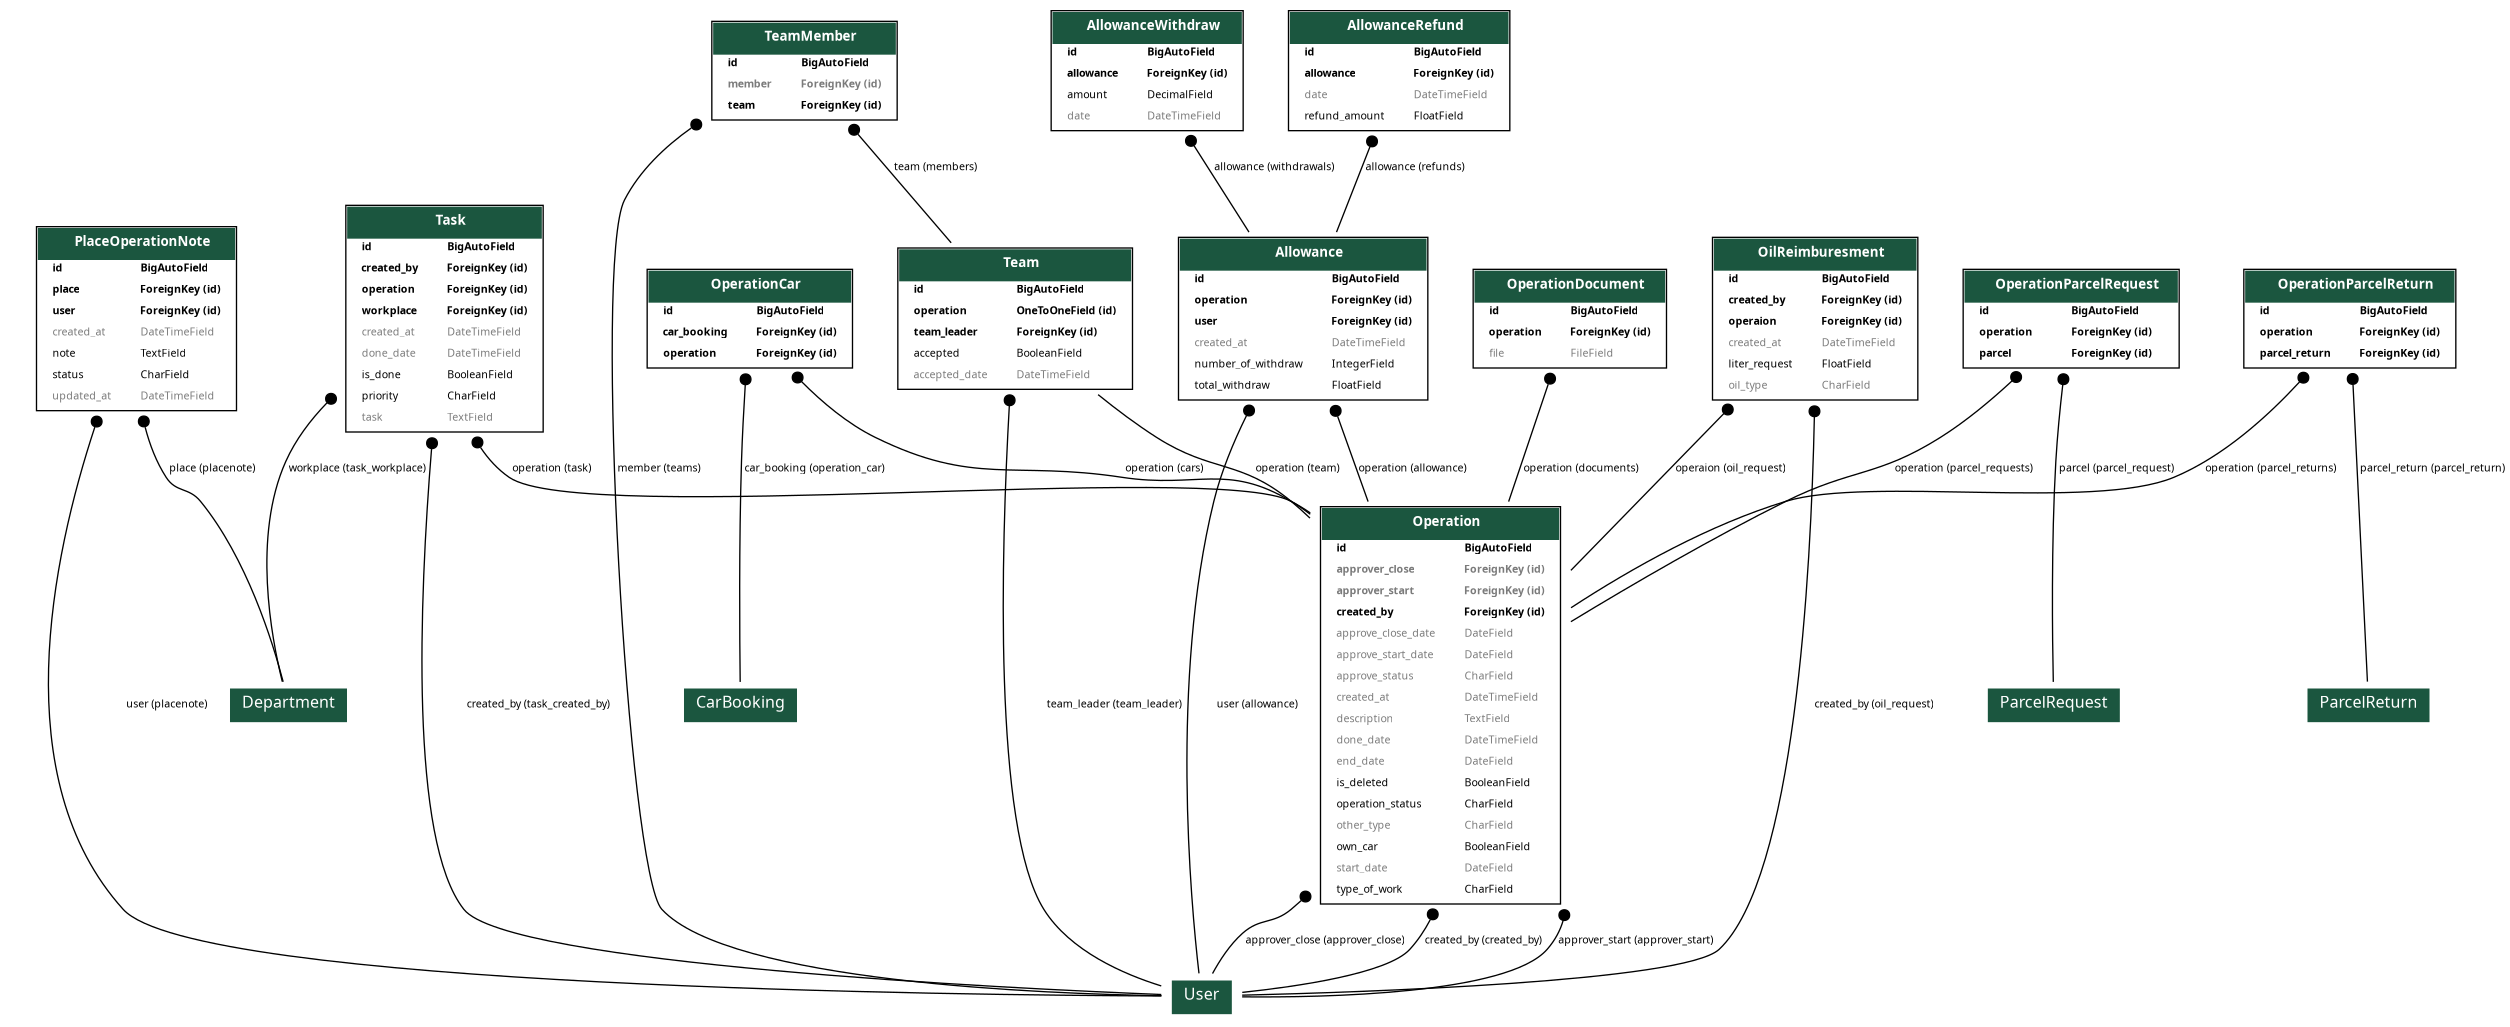 TeamMember
id BigAutoField
member ForeignKey (id)
team ForeignKey (id)
AllowanceWithdraw
id BigAutoField
allowance ForeignKey (id)
amount DecimalField
date DateTimeField
AllowanceRefund
id BigAutoField
allowance ForeignKey (id)
date DateTimeField
refund_amount FloatField
team (members)
allowance (withdrawals)
allowance (refunds)
PlaceOperationNote
id BigAutoField
place ForeignKey (id)
user ForeignKey (id)
created_at DateTimeField
note TextField
status CharField
updated_at DateTimeField
Task
id BigAutoField
created_by ForeignKey (id)
operation ForeignKey (id)
workplace ForeignKey (id)
created_at DateTimeField
done_date DateTimeField
is_done BooleanField
priority CharField
task TextField
OperationCar
id BigAutoField
car_booking ForeignKey (id)
operation ForeignKey (id)
Team
id BigAutoField
operation OneToOneField (id)
team_leader ForeignKey (id)
accepted BooleanField
accepted_date DateTimeField
Allowance
id BigAutoField
operation ForeignKey (id)
user ForeignKey (id)
created_at DateTimeField
number_of_withdraw IntegerField
total_withdraw FloatField
OperationDocument
id BigAutoField
operation ForeignKey (id)
file FileField
OilReimburesment
id BigAutoField
created_by ForeignKey (id)
operaion ForeignKey (id)
created_at DateTimeField
liter_request FloatField
oil_type CharField
OperationParcelRequest
id BigAutoField
operation ForeignKey (id)
parcel ForeignKey (id)
OperationParcelReturn
id BigAutoField
operation ForeignKey (id)
parcel_return ForeignKey (id)
place (placenote)
workplace (task_workplace)
operation (task)
member (teams)
car_booking (operation_car)
operation (cars)
operation (team)
operation (allowance)
operation (documents)
operaion (oil_request)
operation (parcel_requests)
parcel (parcel_request)
operation (parcel_returns)
parcel_return (parcel_return)
Operation
id BigAutoField
approver_close ForeignKey (id)
approver_start ForeignKey (id)
created_by ForeignKey (id)
approve_close_date DateField
approve_start_date DateField
approve_status CharField
created_at DateTimeField
description TextField
done_date DateTimeField
end_date DateField
is_deleted BooleanField
operation_status CharField
other_type CharField
own_car BooleanField
start_date DateField
type_of_work CharField
user (placenote)
Department
created_by (task_created_by)
CarBooking
team_leader (team_leader)
user (allowance)
created_by (oil_request)
ParcelRequest
ParcelReturn
approver_close (approver_close)
created_by (created_by)
approver_start (approver_start)
User